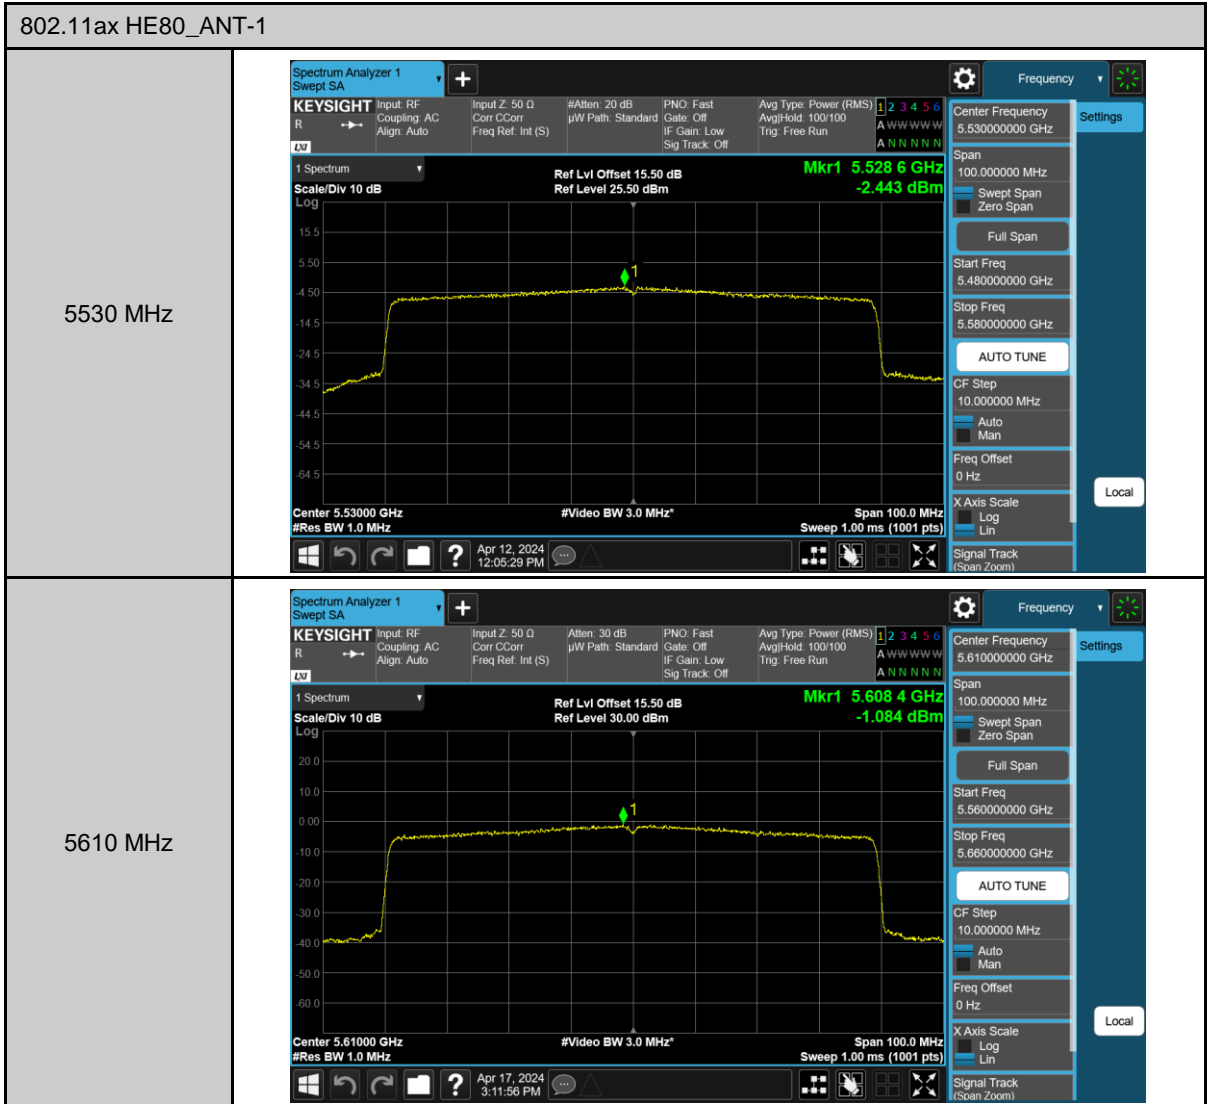 802.11ax HE80_ANT-1
5530 MHz
Spectrum Analyzer 1
Swept SA
Frequency
KEYSIGHT
R
LXI
Input: RF
Coupling: AC
Align: Auto
Input Z: 50 Ω
Corr CCorr
Freq Ref: Int (S)
#Atten: 20 dB
µW Path: Standard
PNO: Fast
Gate: Off
IF Gain: Low
Sig Track: Off
Avg Type: Power (RMS)
Avg|Hold: 100/100
Trig: Free Run
1 2 3 4 5 6
A W W W W W
A N N N N N
1 Spectrum
Scale/Div 10 dB
Log
Ref Lvl Offset 15.50 dB
Ref Level 25.50 dBm
Mkr1 5.528 6 GHz
-2.443 dBm
15.5
5.50
-4.50
-14.5
-24.5
-34.5
-44.5
-54.5
-64.5
1
Center 5.53000 GHz
#Res BW 1.0 MHz
#Video BW 3.0 MHz*
Span 100.0 MHz
Sweep 1.00 ms (1001 pts)
Apr 12, 2024
12:05:29 PM
Center Frequency
5.530000000 GHz
Span
100.000000 MHz
Swept Span
Zero Span
Full Span
Start Freq
5.480000000 GHz
Stop Freq
5.580000000 GHz
AUTO TUNE
CF Step
10.000000 MHz
Auto
Man
Freq Offset
0 Hz
X Axis Scale
Log
Lin
Signal Track
(Span Zoom)
Settings
Local
5610 MHz
Spectrum Analyzer 1
Swept SA
Frequency
KEYSIGHT
R
LXI
Input: RF
Coupling: AC
Align: Auto
Input Z: 50 Ω
Corr CCorr
Freq Ref: Int (S)
Atten: 30 dB
µW Path: Standard
PNO: Fast
Gate: Off
IF Gain: Low
Sig Track: Off
Avg Type: Power (RMS)
Avg|Hold: 100/100
Trig: Free Run
1 2 3 4 5 6
A W W W W W
A N N N N N
1 Spectrum
Scale/Div 10 dB
Log
Ref Lvl Offset 15.50 dB
Ref Level 30.00 dBm
Mkr1 5.608 4 GHz
-1.084 dBm
20.0
10.0
0.00
-10.0
-20.0
-30.0
-40.0
-50.0
-60.0
1
Center 5.61000 GHz
#Res BW 1.0 MHz
#Video BW 3.0 MHz*
Span 100.0 MHz
Sweep 1.00 ms (1001 pts)
Apr 17, 2024
3:11:56 PM
Center Frequency
5.610000000 GHz
Span
100.000000 MHz
Swept Span
Zero Span
Full Span
Start Freq
5.560000000 GHz
Stop Freq
5.660000000 GHz
AUTO TUNE
CF Step
10.000000 MHz
Auto
Man
Freq Offset
0 Hz
X Axis Scale
Log
Lin
Signal Track
(Span Zoom)
Settings
Local